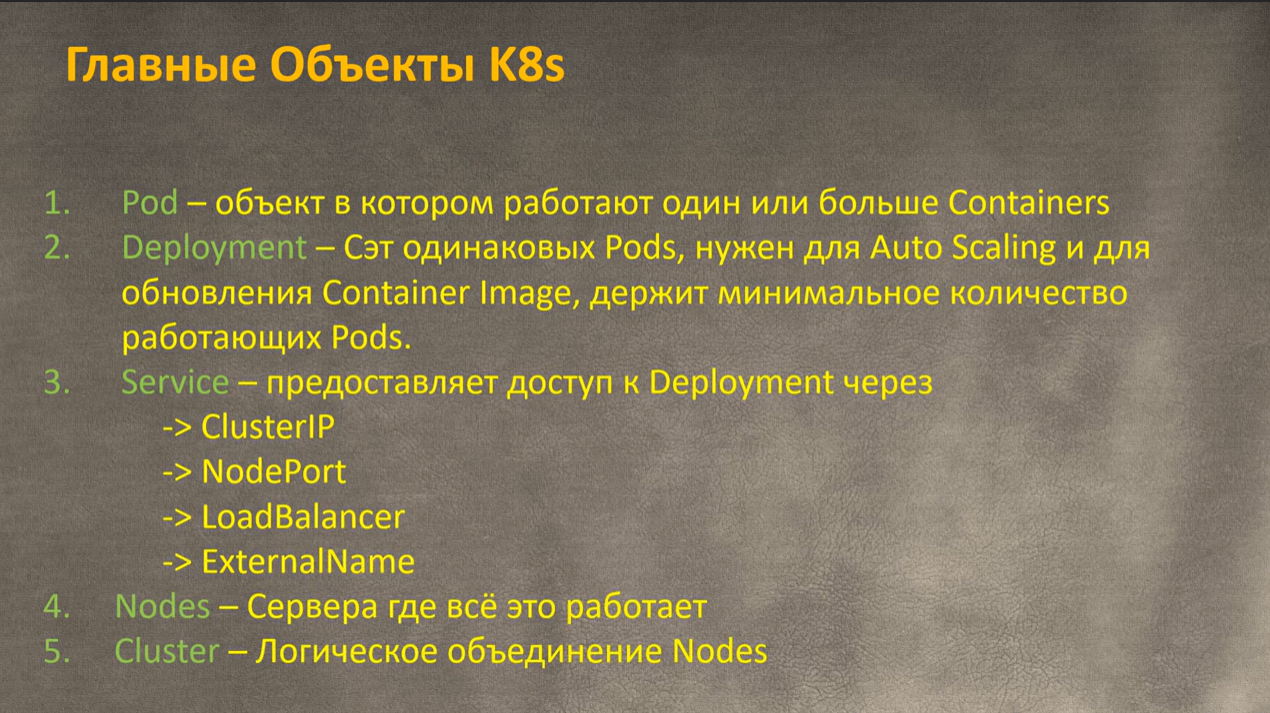 Главные Объекты K8s
1. Pod – объект в котором работают один или больше Containers
2. Deployment – Сэт одинаковых Pods, нужен для Auto Scaling и для
обновления Container Image, держит минимальное количество
работающих Pods.
3. Service – предоставляет доступ к Deployment через
-> ClusterIP
-> NodePort
-> LoadBalancer
-> ExternalName
4. Nodes – Сервера где всё это работает
5. Cluster – Логическое объединение Nodes